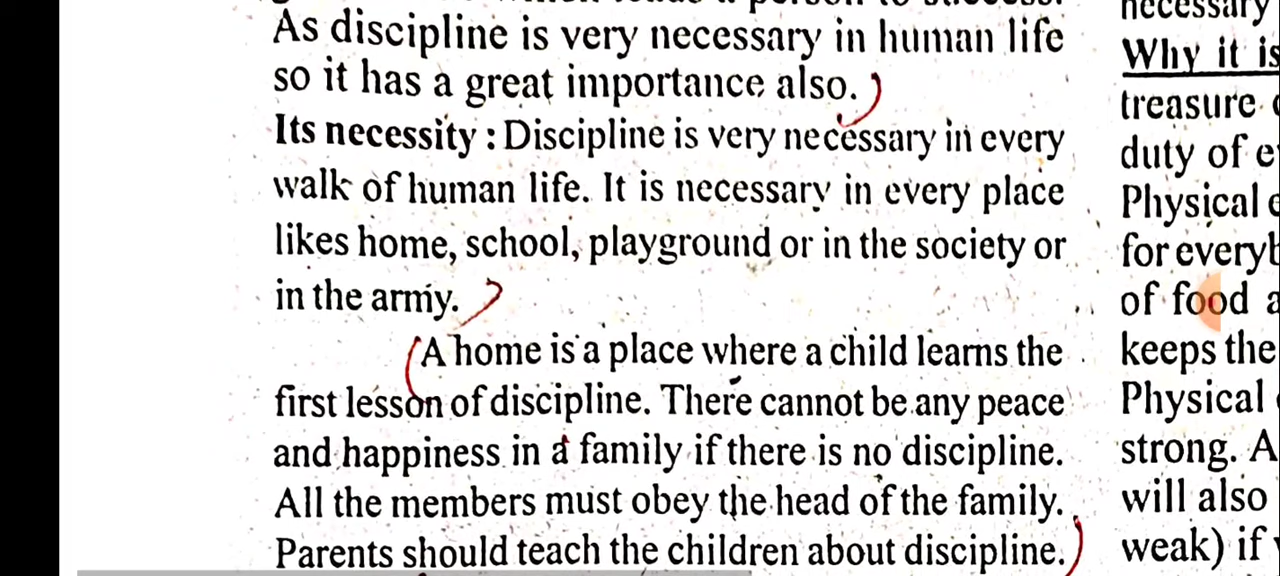 As discipline is very necessary in human life
so it has a great importance also.
Its necessity : Discipline is very necessary in every
walk of human life. It is necessary in every place
likes home, school, playground or in the society or
in the army.
A home is a place where a child learns the
first lesson of discipline. There cannot be any peace
and happiness in a family if there is no discipline.
All the members must obey the head of the family.
Parents should teach the children about discipline.
necessary
Why it is
treasure
duty of
Physical
of food
keeps the
Physical
strong. A
will also
weak) if